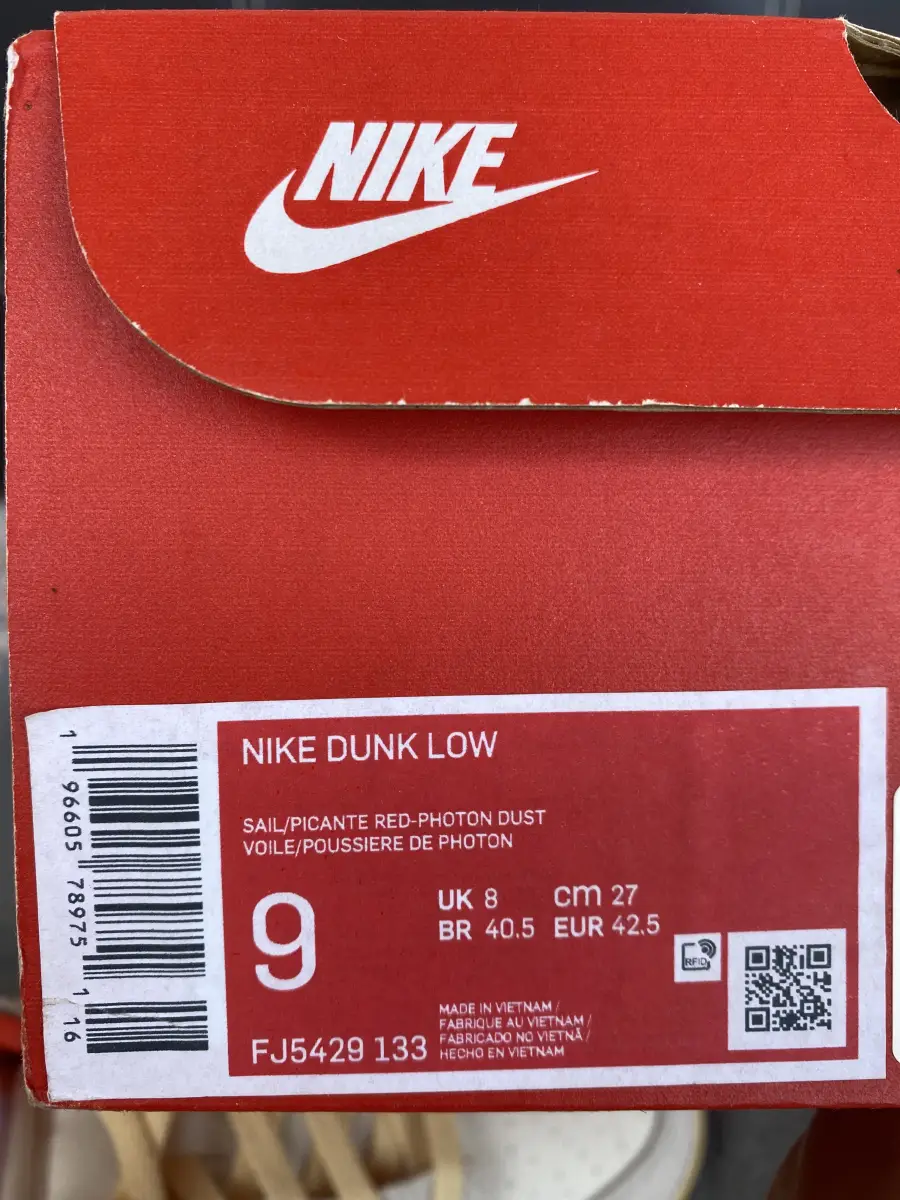 NIKE
NIKE DUNK LOW
SAIL/PICANTE RED-PHOTON DUST
VOILE/POUSSIERE DE PHOTON
9
UK 8
cm 27
BR 40.5
EUR 42.5
RFID
FJ5429 133
MADE IN VIETNAM /
FABRIQUE AU VIETNAM /
FABRICADO NO VIETNÃ /
HECHO EN VIETNAM
1 96605 78975 1 16